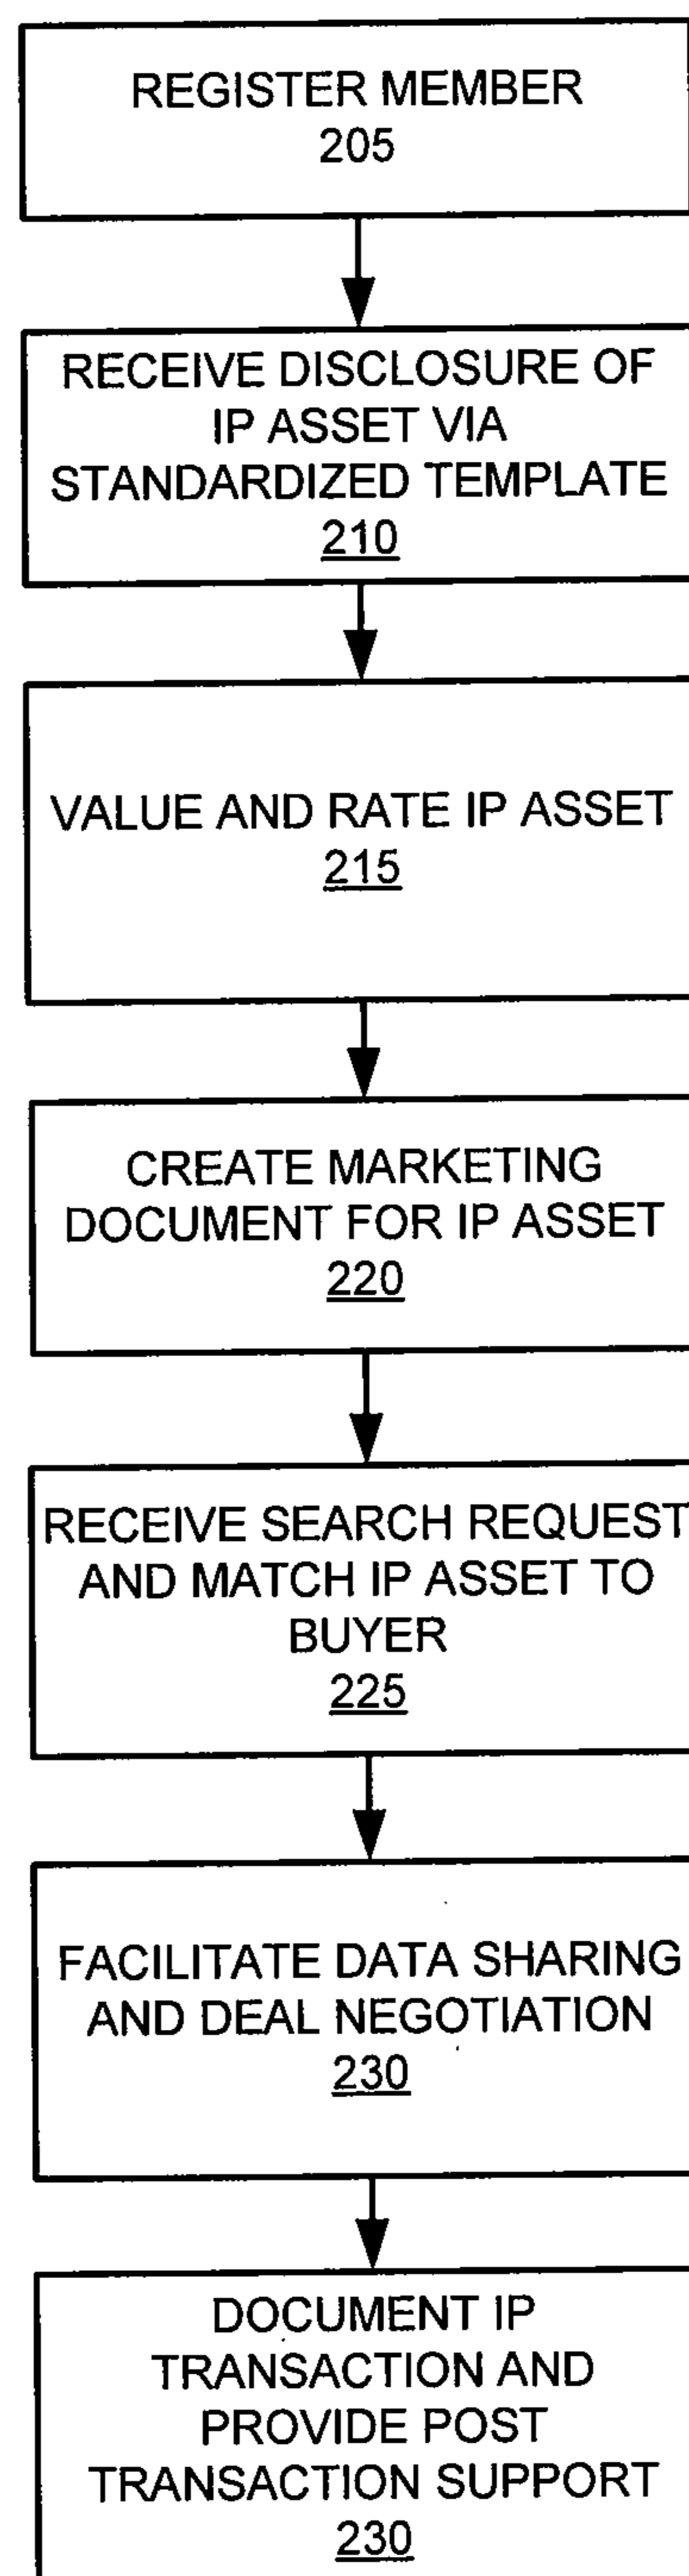 REGISTER MEMBER
205
RECEIVE DISCLOSURE OF
IP ASSET VIA
STANDARDIZED TEMPLATE
210
VALUE AND RATE IP ASSET
215
CREATE MARKETING
DOCUMENT FOR IP ASSET
220
RECEIVE SEARCH REQUEST
AND MATCH IP ASSET TO
BUYER
225
FACILITATE DATA SHARING
AND DEAL NEGOTIATION
230
DOCUMENT IP
TRANSACTION AND
PROVIDE POST
TRANSACTION SUPPORT
230